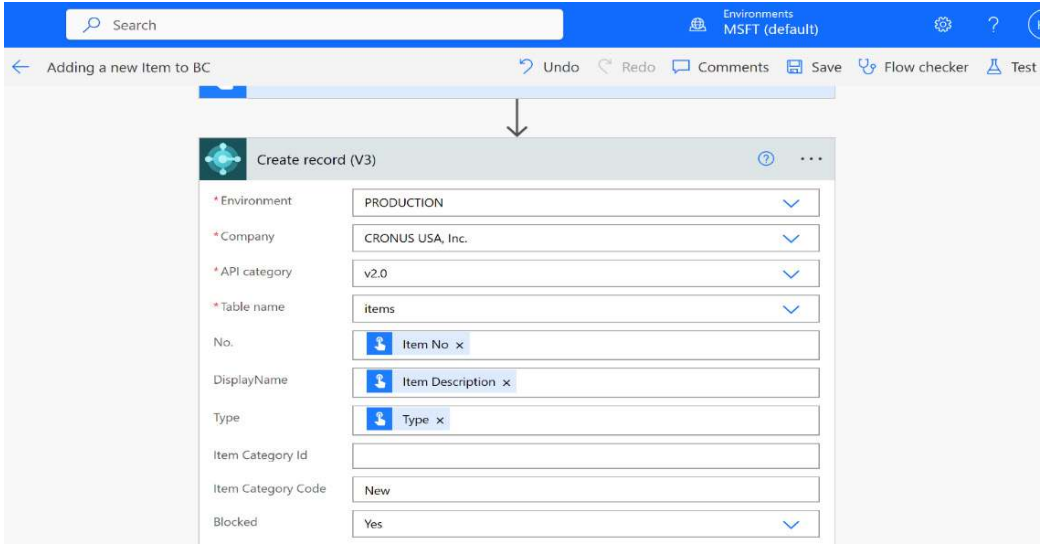 Search
Environments
MSFT (default)
?
Adding a new Item to BC
Undo Redo Comments Save Flow checker Test
Create record (V3)
?
...
*Environment PRODUCTION
*Company CRONUS USA, Inc.
*API category v2.0
*Table name items
No. Item No ×
DisplayName Item Description ×
Type Type ×
Item Category Id
Item Category Code New
Blocked Yes